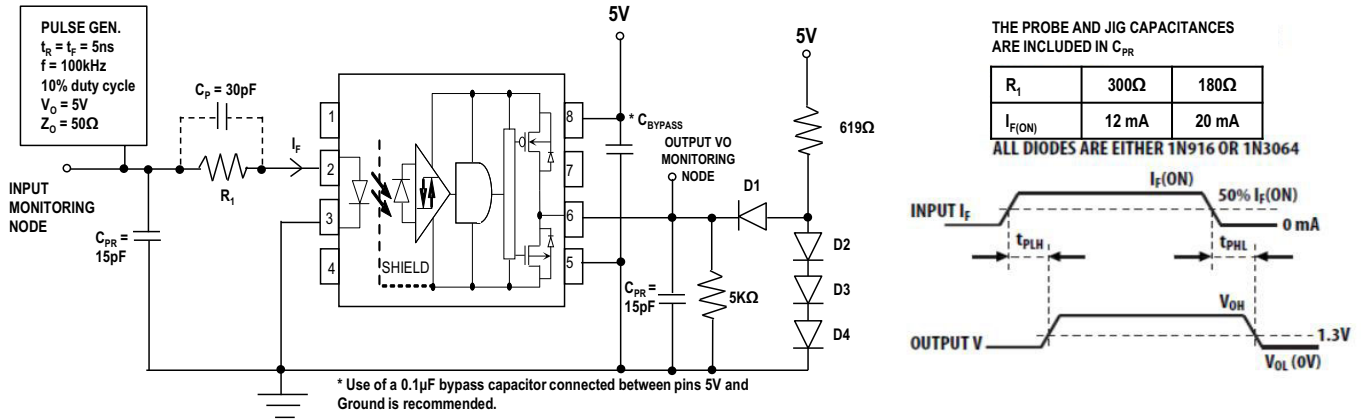 PULSE GEN.
tR = tF = 5ns
f = 100kHz
10% duty cycle
VO = 5V
ZO = 50Ω
CP = 30pF
IF
R1
INPUT
MONITORING
NODE
CPR =
15pF
1
2
3
4
SHIELD
8
7
6
5
5V
* CBYPASS
OUTPUT VO
MONITORING
NODE
5V
619Ω
D1
D2
D3
D4
CPR =
15pF
5KΩ
* Use of a 0.1µF bypass capacitor connected between pins 5V and
Ground is recommended.
THE PROBE AND JIG CAPACITANCES
ARE INCLUDED IN CPR
R1 300Ω 180Ω
IF(ON) 12 mA 20 mA
ALL DIODES ARE EITHER 1N916 OR 1N3064
IF(ON)
INPUT IF
50% IF(ON)
0 mA
tPLH
tPHL
VOH
OUTPUT V
1.3V
VOL (0V)